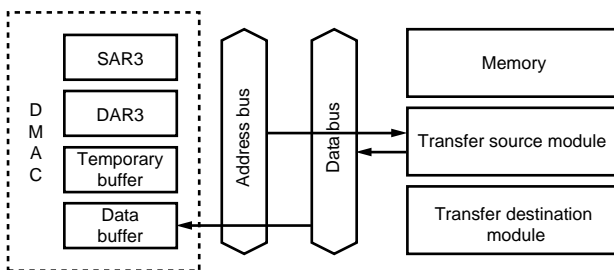 DMAC
SAR3
DAR3
Temporary
buffer
Data
buffer
Address bus
Data bus
Memory
Transfer source module
Transfer destination
module